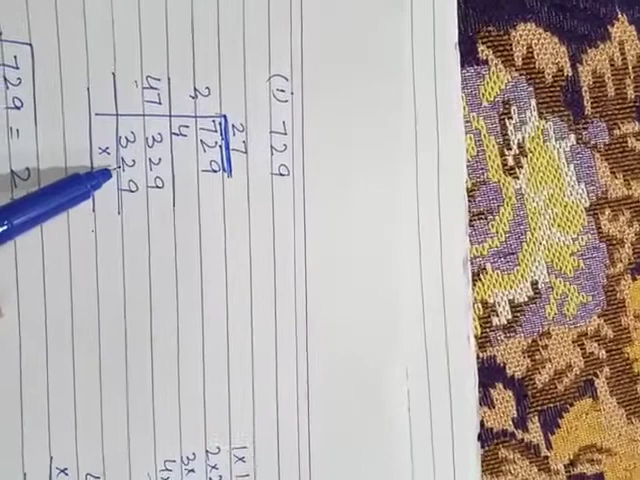 (i) 729
27
2 729
4
47 329
329
x
√729 = 2
1x1
2x2
3x
4x
x